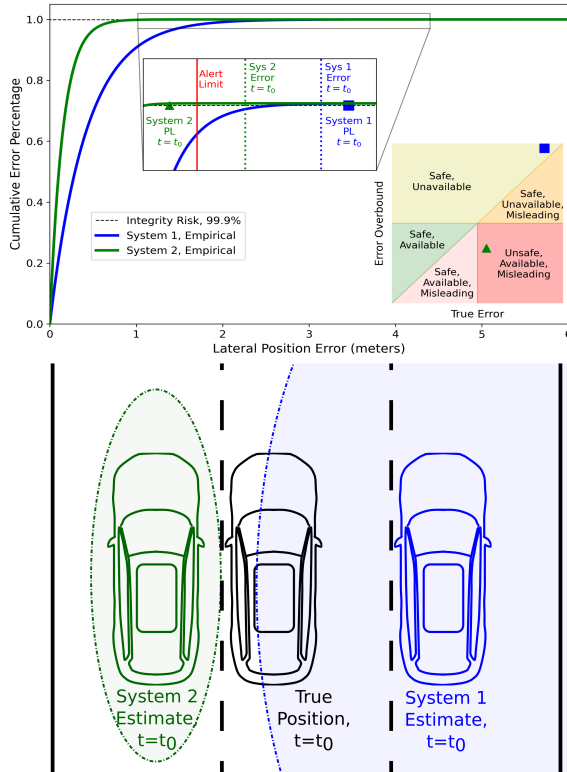 Cumulative Error Percentage
1.0
0.8
0.6
0.4
0.2
0.0
0
1
2
3
4
5
6
Lateral Position Error (meters)
Alert
Limit
Sys 2
Error
t = t0
Sys 1
Error
t = t0
System 2
PL
t = t0
System 1
PL
t = t0
Integrity Risk, 99.9%
System 1, Empirical
System 2, Empirical
Error Overbound
Safe,
Unavailable
Safe,
Unavailable,
Misleading
Safe,
Available
Safe,
Available,
Misleading
Unsafe,
Available,
Misleading
True Error
System 2
Estimate,
t=t0
True
Position,
t=t0
System 1
Estimate,
t=t0